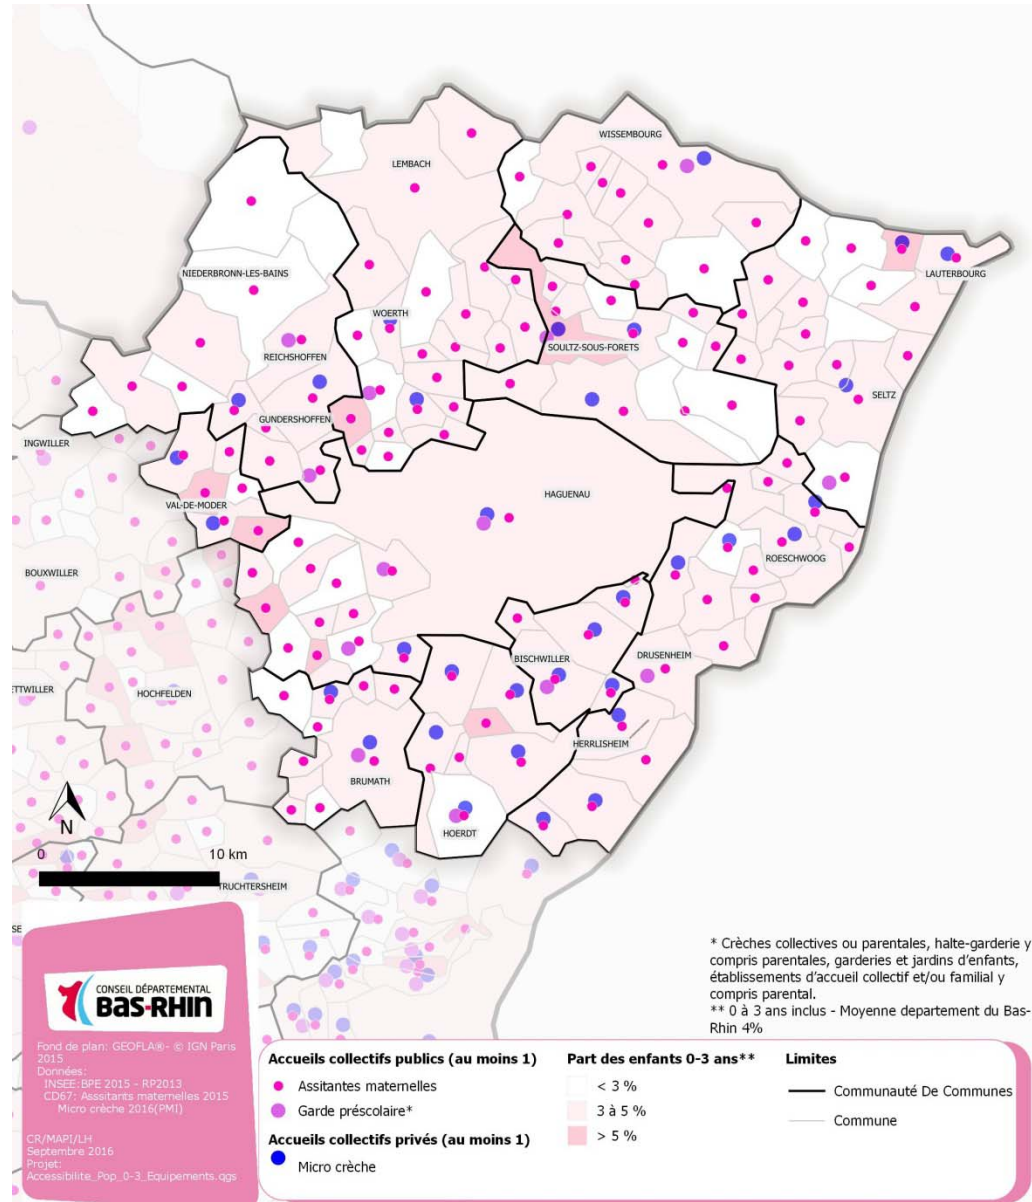 WISSEMBOURG
LEMBACH
NIEDERBRONN-LES-BAINS
LAUTERBOURG
WOERTH
REICHSHOFFEN
SOULTZ-SOUS-FORETS
SELTZ
GUNDERSHOFFEN
INGWILLER
VAL-DE-MODER
HAGUENAU
ROESCHWOOG
BOUXWILLER
BISCHWILLER
DRUSENHEIM
ETTWILLER
HOCHFELDEN
HERRLISHEIM
BRUMATH
HOERDT
N
0 10 km
TRUCHTERSHEIM
SE
* Crèches collectives ou parentales, halte-garderie y
compris parentales, garderies et jardins d'enfants,
établissements d'accueil collectif et/ou familial y
compris parental.
** 0 à 3 ans inclus - Moyenne departement du Bas-
Rhin 4%
CONSEIL DÉPARTEMENTAL
BAS-RHIN
Fond de plan: GEOFLA®- © IGN Paris
2015
Données:
INSEE:BPE 2015 - RP2013
CD67: Asssitants maternelles 2015
Micro crèche 2016(PMI)
CR/MAPI/LH
Septembre 2016
Projet:
Accessibilite_Pop_0-3_Equipements.qgs
Accueils collectifs publics (au moins 1)
Assitantes maternelles
Garde préscolaire*
Accueils collectifs privés (au moins 1)
Micro crèche
Part des enfants 0-3 ans**
< 3 %
3 à 5 %
> 5 %
Limites
Communauté De Communes
Commune